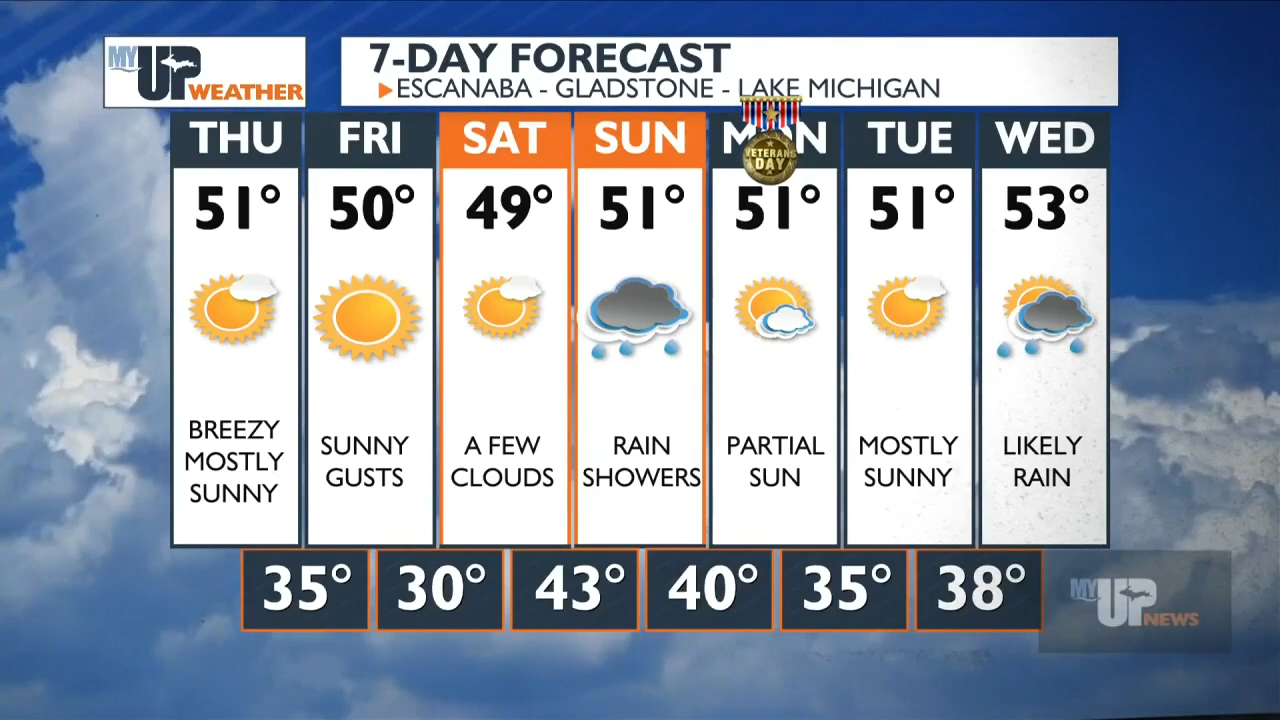 MY UP WEATHER
7-DAY FORECAST
ESCANABA - GLADSTONE - LAKE MICHIGAN
THU FRI SAT SUN MON TUE WED
VETERANS
DAY
51° 50° 49° 51° 51° 51° 53°
BREEZY
MOSTLY
SUNNY
SUNNY
GUSTS
A FEW
CLOUDS
RAIN
SHOWERS
PARTIAL
SUN
MOSTLY
SUNNY
LIKELY
RAIN
35° 30° 43° 40° 35° 38°
MY UP NEWS